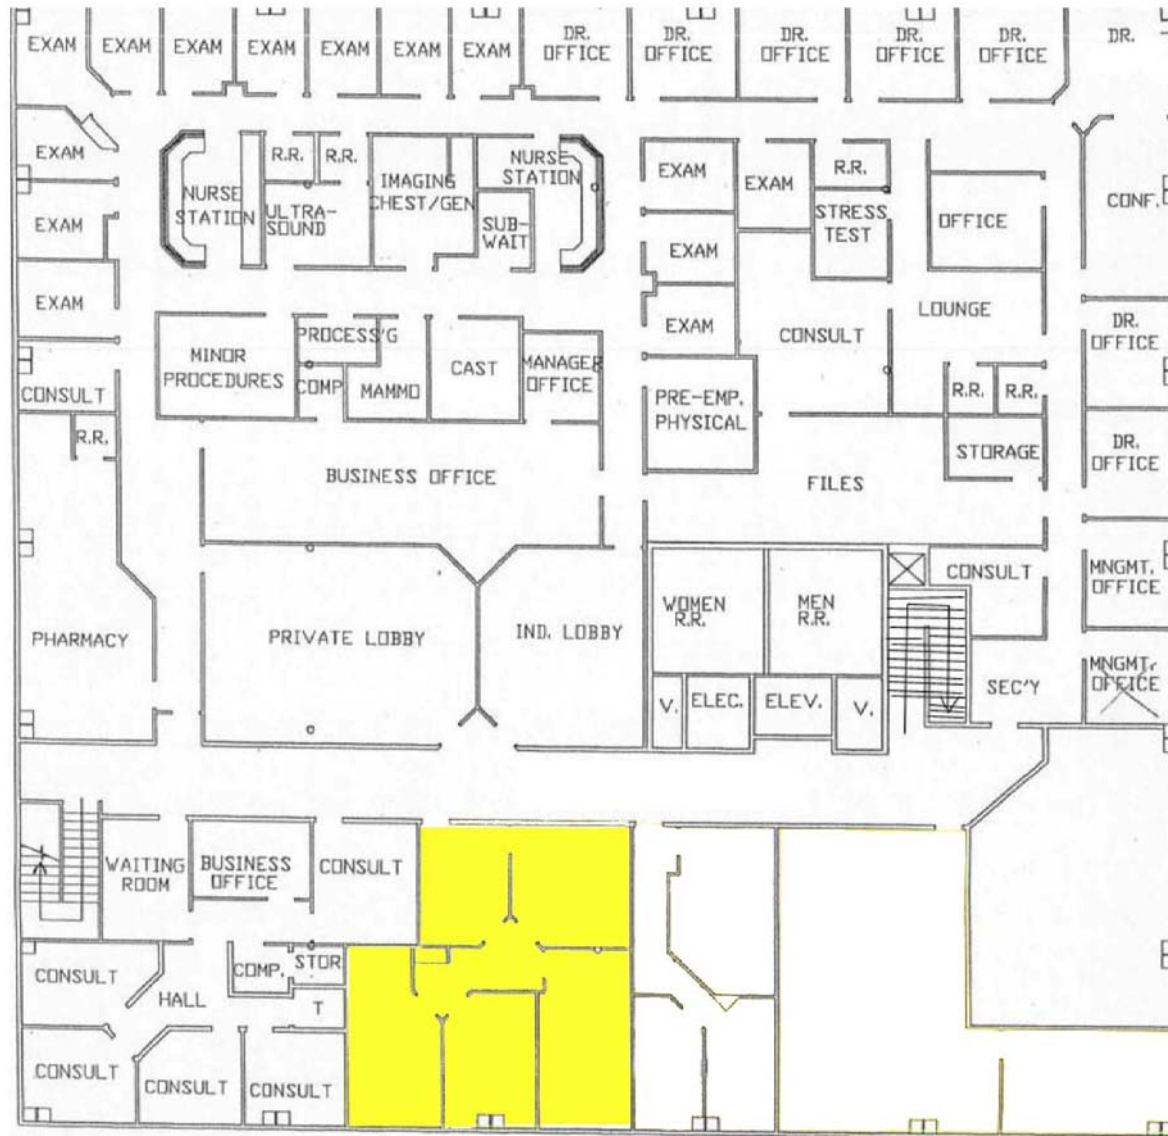 EXAM
EXAM
EXAM
EXAM
EXAM
EXAM
EXAM
DR.
OFFICE
DR.
OFFICE
DR.
OFFICE
DR.
OFFICE
DR.
OFFICE
DR.
EXAM
EXAM
EXAM
CONSULT
R.R.
PHARMACY
NURSE
STATION
R.R.
R.R.
ULTRA-
SOUND
IMAGING
CHEST/GEN
NURSE
STATION
SUB-
WAIT
MINOR
PROCEDURES
PROCESS'G
COMP
MAMMO
CAST
MANAGER
OFFICE
BUSINESS OFFICE
PRIVATE LOBBY
IND. LOBBY
EXAM
EXAM
EXAM
EXAM
R.R.
STRESS
TEST
OFFICE
CONF.
LOUNGE
CONSULT
PRE-EMP.
PHYSICAL
R.R.
R.R.
STORAGE
FILES
DR.
OFFICE
DR.
OFFICE
WOMEN
R.R.
MEN
R.R.
CONSULT
MNGMT.
OFFICE
V.
ELEC.
ELEV.
V.
SEC'Y
MNGMT.
OFFICE
WAITING
ROOM
BUSINESS
OFFICE
CONSULT
CONSULT
HALL
COMP.
STOR
T
CONSULT
CONSULT
CONSULT